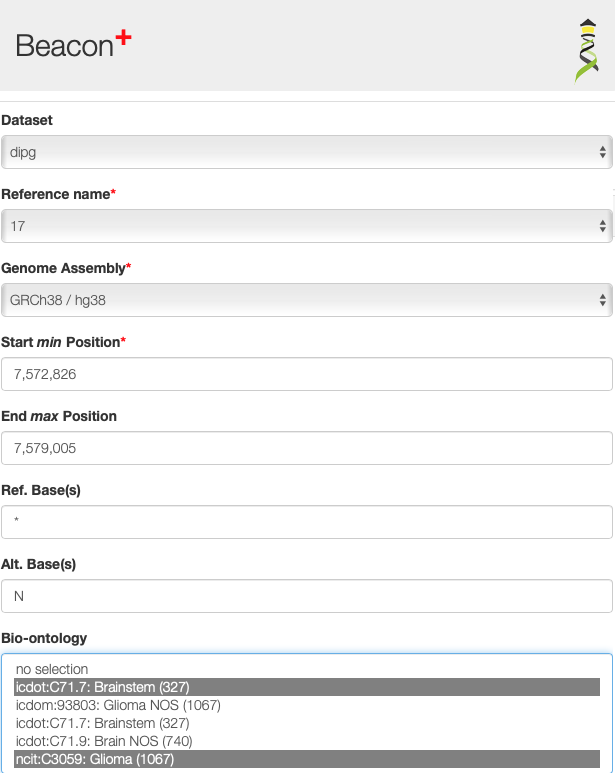 Beacon+
Dataset
dipg
Reference name*
17
Genome Assembly*
GRCh38 / hg38
Start min Position*
7,572,826
End max Position
7,579,005
Ref. Base(s)
*
Alt. Base(s)
N
Bio-ontology
no selection
icdot:C71.7: Brainstem (327)
icdom:93803: Glioma NOS (1067)
icdot:C71.7: Brainstem (327)
icdot:C71.9: Brain NOS (740)
ncit:C3059: Glioma (1067)